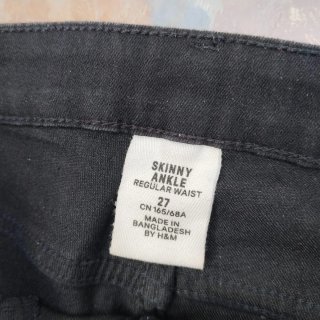 SKINNY
ANKLE
REGULAR WAIST
27
CN 165/68A
MADE IN
BANGLADESH
BY H&M